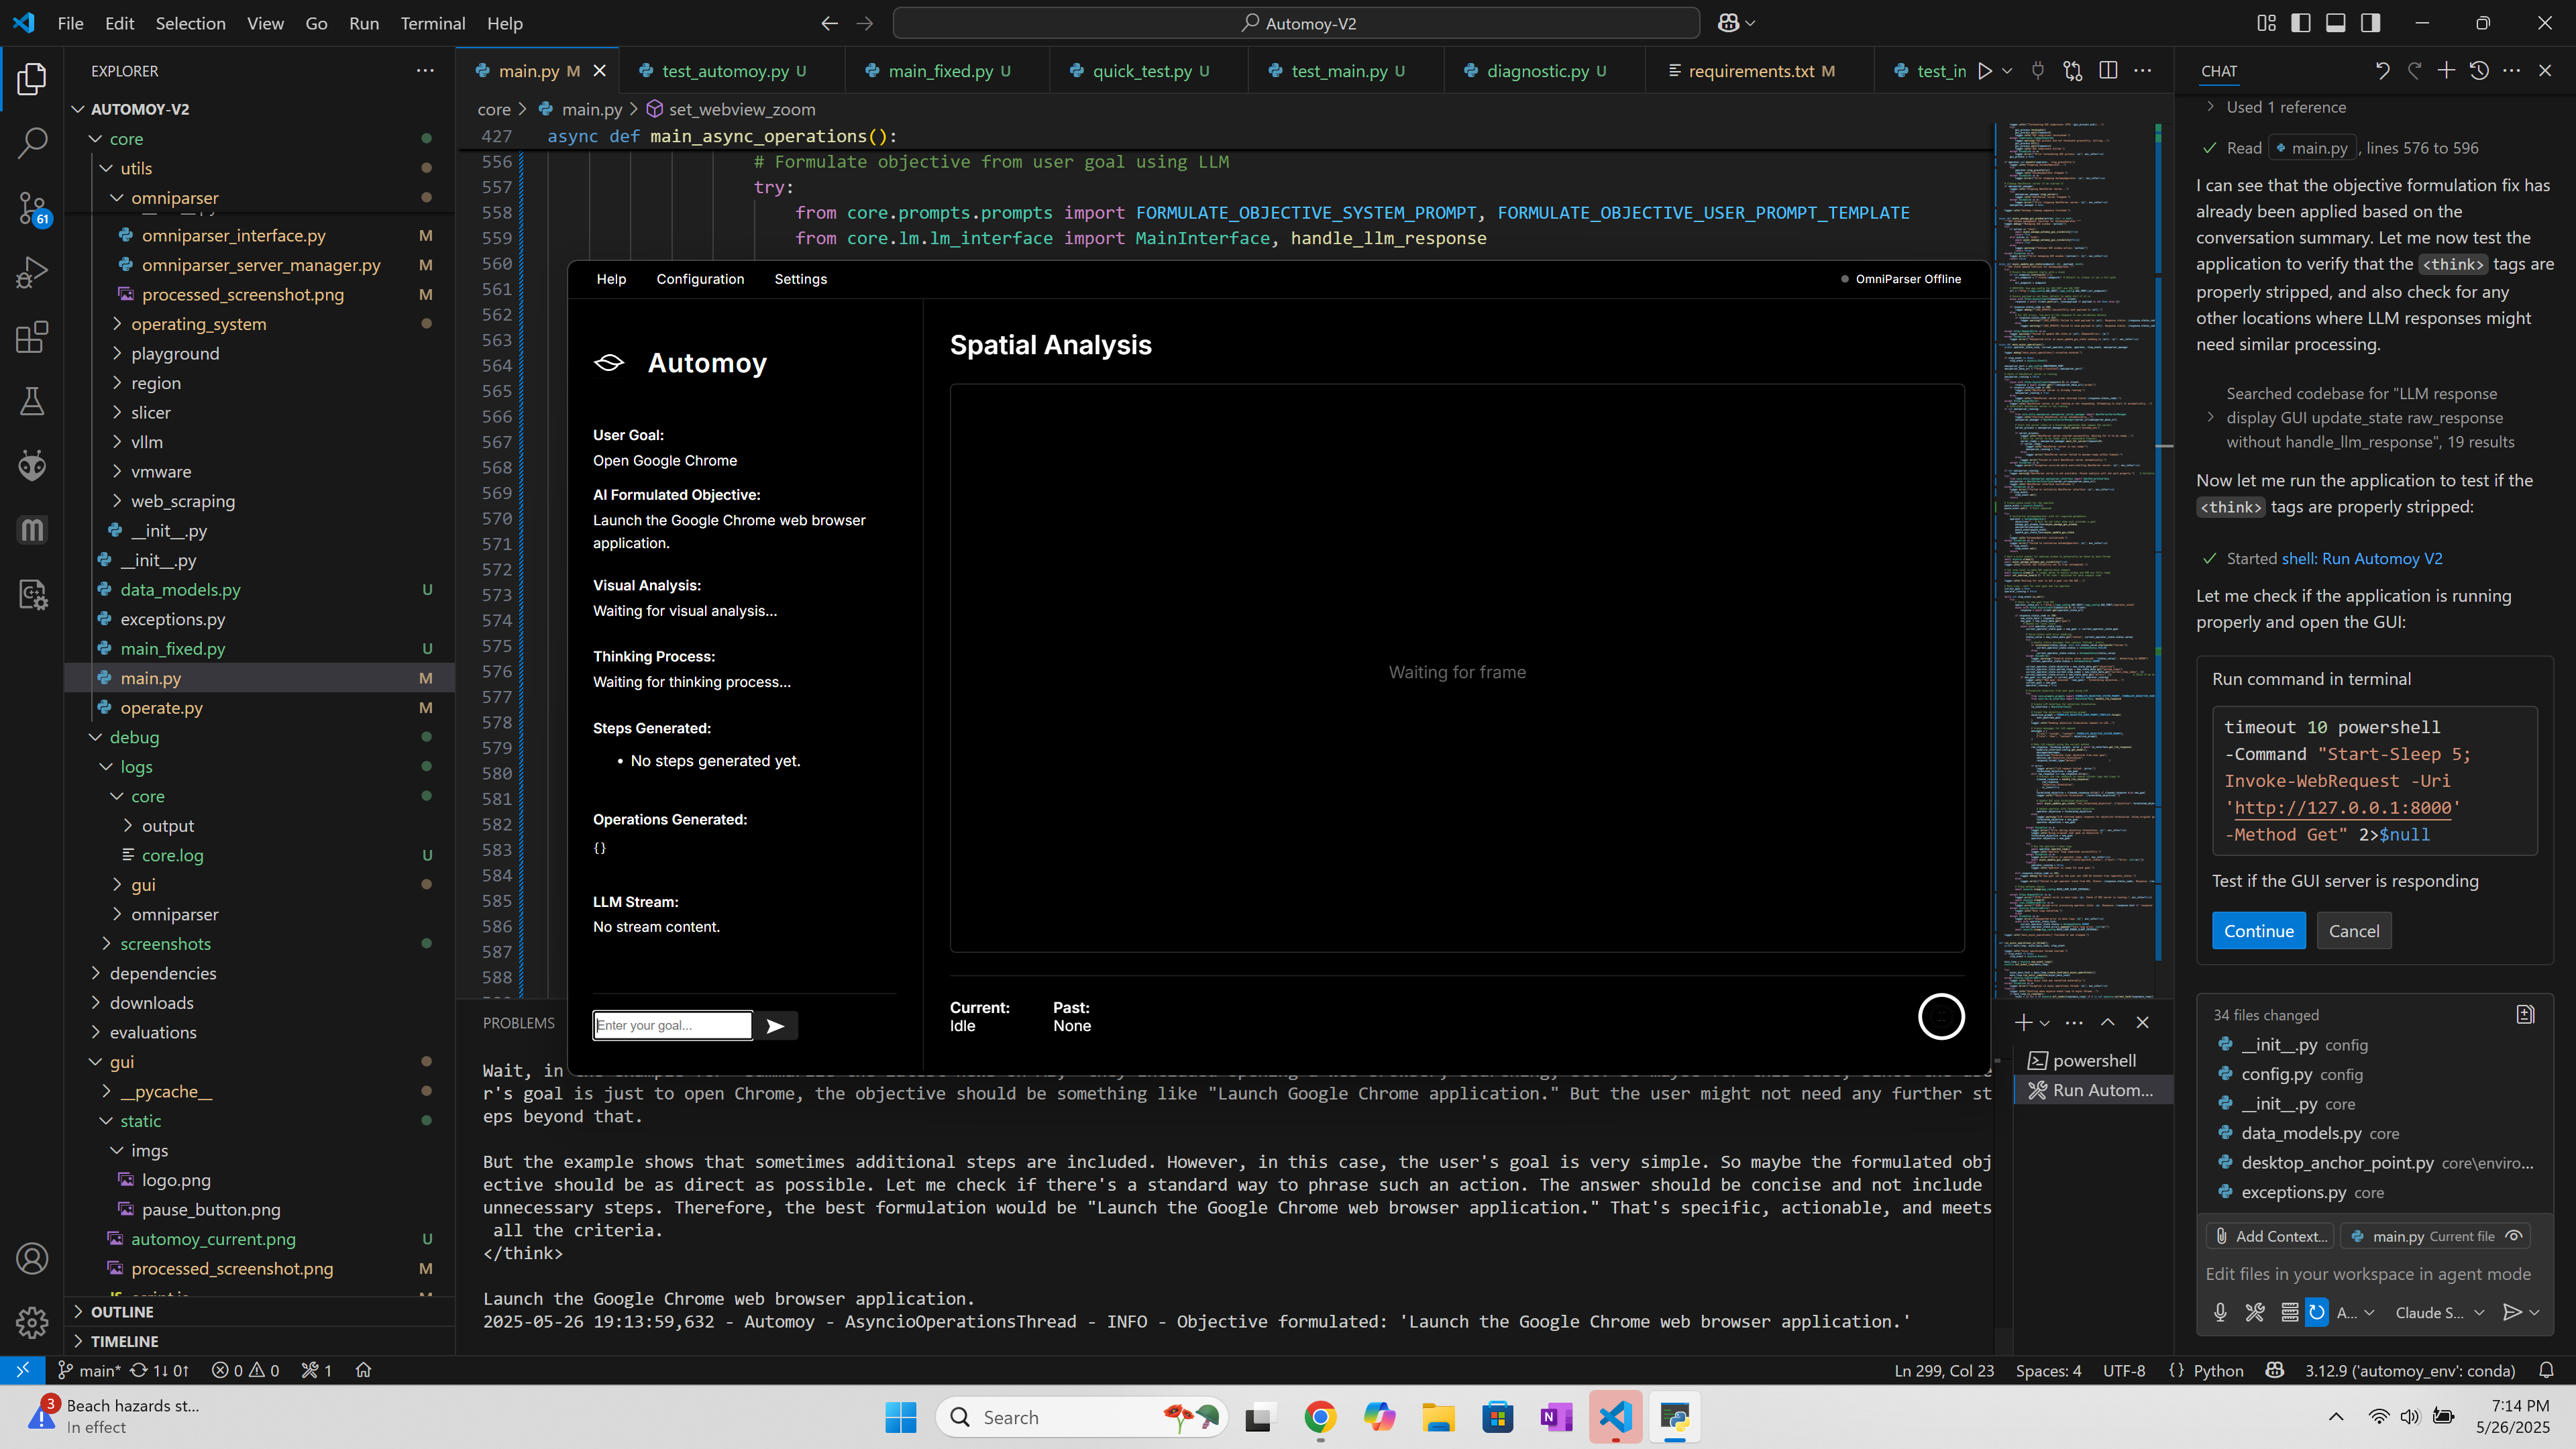 File Edit Selection View Go Run Terminal Help
Automoy-V2
EXPLORER
AUTOMOY-V2
core
utils
omniparser
omniparser_interface.py M
omniparser_server_manager.py M
processed_screenshot.png M
operating_system
playground
region
slicer
vllm
vmware
web_scraping
__init__.py
__init__.py
data_models.py U
exceptions.py
main_fixed.py U
main.py M
operate.py M
debug
logs
core
output
core.log U
gui
omniparser
screenshots
dependencies
downloads
evaluations
gui
__pycache__
static
imgs
logo.png
pause_button.png
automoy_current.png U
processed_screenshot.png M
OUTLINE
TIMELINE
61
main.py M
test_automoy.py U
main_fixed.py U
quick_test.py U
test_main.py U
diagnostic.py U
requirements.txt M
test_in
core > main.py > set_webview_zoom
427 async def main_async_operations():
556 # Formulate objective from user goal using LLM
557 try:
558 from core.prompts.prompts import FORMULATE_OBJECTIVE_SYSTEM_PROMPT, FORMULATE_OBJECTIVE_USER_PROMPT_TEMPLATE
559 from core.lm.lm_interface import MainInterface, handle_llm_response
560
561
562
563
564
565
566
567
568
569
570
571
572
573
574
575
576
577
578
579
580
581
582
583
584
585
586
587
588
Help Configuration Settings
OmniParser Offline
Automoy
User Goal:
Open Google Chrome
AI Formulated Objective:
Launch the Google Chrome web browser
application.
Visual Analysis:
Waiting for visual analysis...
Thinking Process:
Waiting for thinking process...
Steps Generated:
• No steps generated yet.
Operations Generated:
{}
LLM Stream:
No stream content.
Enter your goal...
Spatial Analysis
Waiting for frame
Current:
Idle
Past:
None
PROBLEMS
r's goal is just to open Chrome, the objective should be something like "Launch Google Chrome application." But the user might not need any further st
eps beyond that.
But the example shows that sometimes additional steps are included. However, in this case, the user's goal is very simple. So maybe the formulated obj
ective should be as direct as possible. Let me check if there's a standard way to phrase such an action. The answer should be concise and not include
unnecessary steps. Therefore, the best formulation would be "Launch the Google Chrome web browser application." That's specific, actionable, and meets
all the criteria.
</think>
Launch the Google Chrome web browser application.
2025-05-26 19:13:59,632 - Automoy - AsyncioOperationsThread - INFO - Objective formulated: 'Launch the Google Chrome web browser application.'
powershell
Run Autom...
CHAT
Used 1 reference
Read main.py, lines 576 to 596
I can see that the objective formulation fix has
already been applied based on the
conversation summary. Let me now test the
application to verify that the <think> tags are
properly stripped, and also check for any
other locations where LLM responses might
need similar processing.
Searched codebase for "LLM response
display GUI update_state raw_response
without handle_llm_response", 19 results
Now let me run the application to test if the
<think> tags are properly stripped:
Started shell: Run Automoy V2
Let me check if the application is running
properly and open the GUI:
Run command in terminal
timeout 10 powershell
-Command "Start-Sleep 5;
Invoke-WebRequest -Uri
'http://127.0.0.1:8000'
-Method Get" 2>$null
Test if the GUI server is responding
Continue Cancel
34 files changed
__init__.py config
config.py config
__init__.py core
data_models.py core
desktop_anchor_point.py core\enviro...
exceptions.py core
Add Context... main.py Current file
Edit files in your workspace in agent mode
A... Claude S...
main* 1↓ 0↑ 0 0 1
Ln 299, Col 23 Spaces: 4 UTF-8 {} Python 3.12.9 ('automoy_env': conda)
3
Beach hazards st...
In effect
Search
7:14 PM
5/26/2025